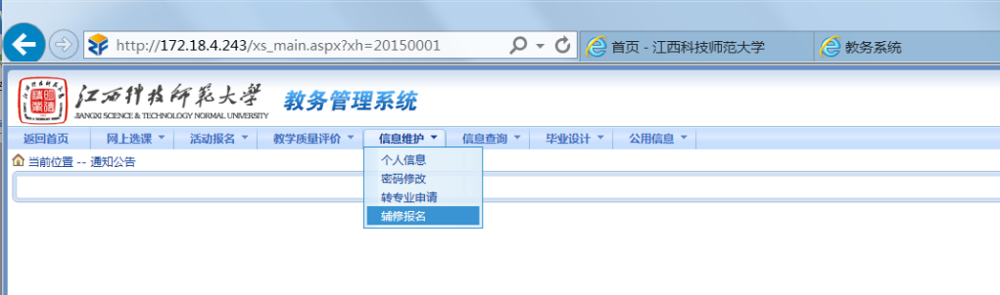 http://172.18.4.243/xs_main.aspx?xh=20150001
首页 - 江西科技师范大学
教务系统
江西科技师范大学
JIANGXI SCIENCE & TECHNOLOGY NORMAL UNIVERSITY
教务管理系统
返回首页 网上选课 活动报名 教学质量评价 信息维护 信息查询 毕业设计 公用信息
当前位置 -- 通知公告
个人信息
密码修改
转专业申请
辅修报名